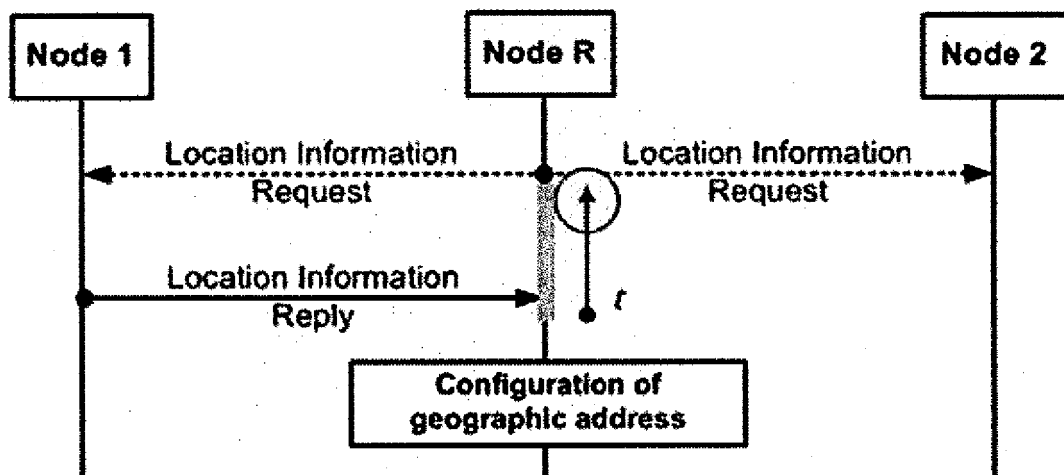 Node 1
Node R
Node 2
Location Information
Request
Location Information
Request
Location Information
Reply
t
Configuration of
geographic address